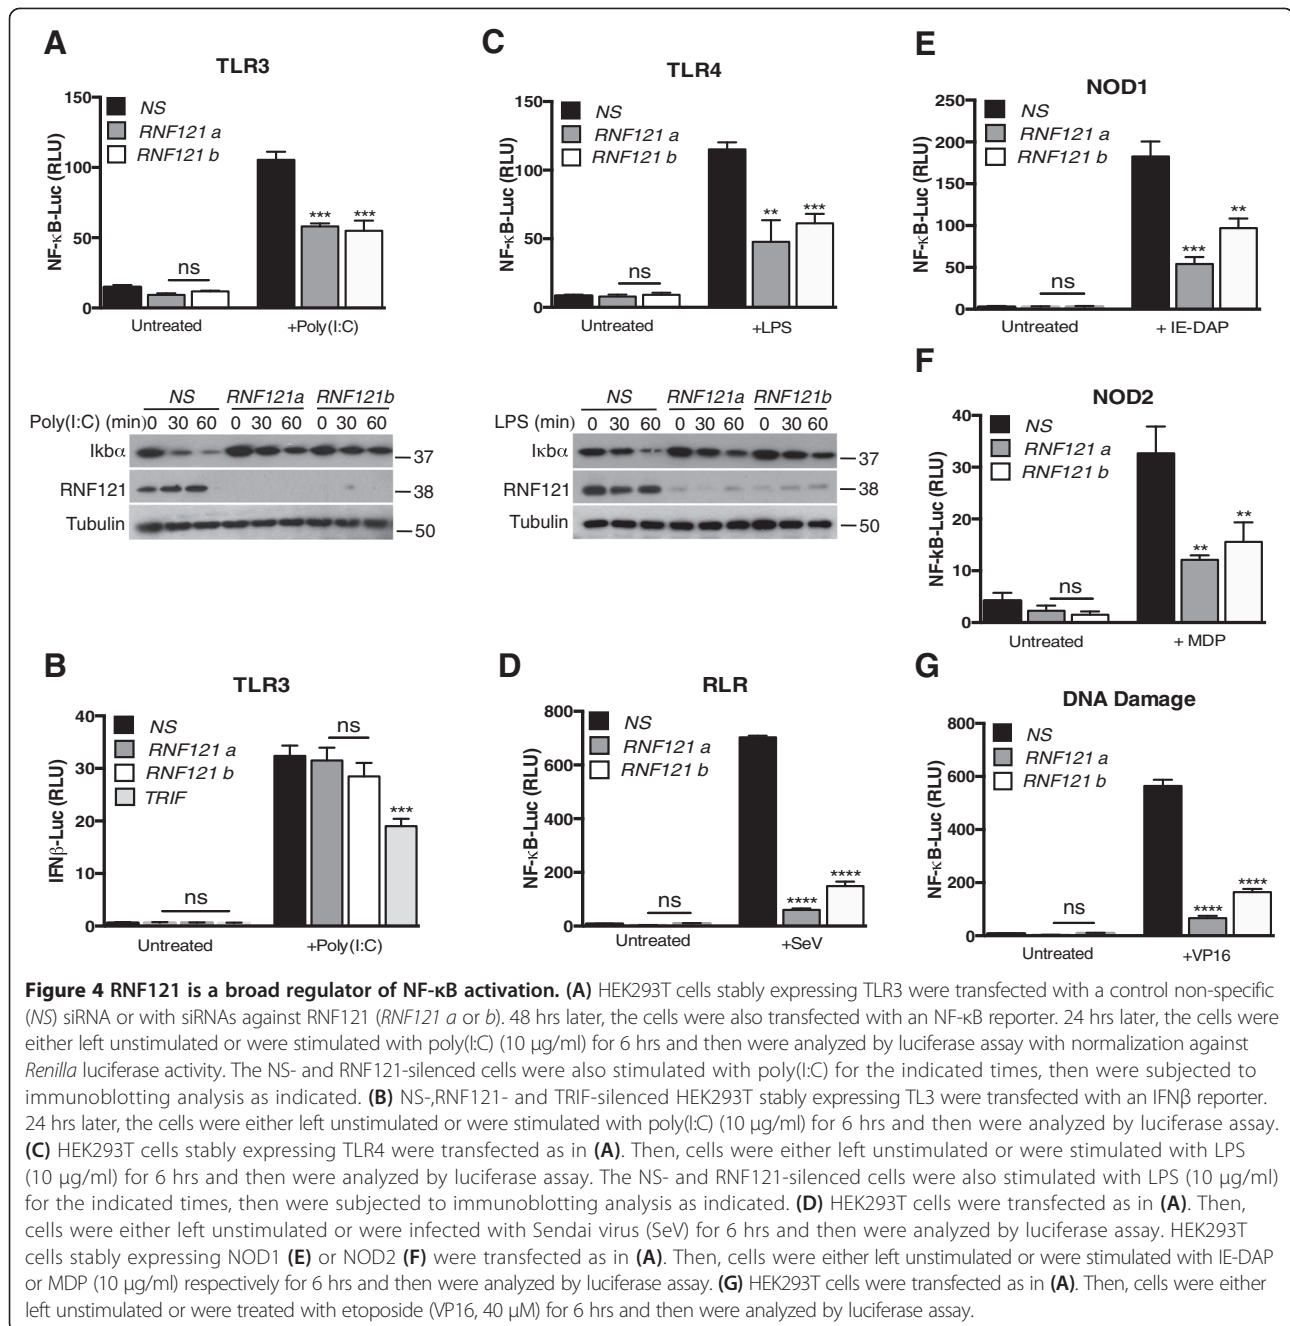 A
TLR3
NF-κB-Luc (RLU)
150
100
50
0
NS
RNF121 a
RNF121 b
ns
***
***
Untreated
+Poly(I:C)
NS
RNF121a
RNF121b
Poly(I:C) (min)0 30 60 0 30 60 0 30 60
Ikbα
37
RNF121
38
Tubulin
50
B
TLR3
IFNβ-Luc (RLU)
40
30
20
10
0
NS
RNF121 a
RNF121 b
TRIF
ns
ns
***
Untreated
+Poly(I:C)
C
TLR4
NF-κB-Luc (RLU)
150
100
50
0
NS
RNF121 a
RNF121 b
ns
**
***
Untreated
+LPS
NS
RNF121a
RNF121b
LPS (min) 0 30 60 0 30 60 0 30 60
Iκbα
37
RNF121
38
Tubulin
50
D
RLR
NF-κB-Luc (RLU)
800
600
400
200
0
NS
RNF121 a
RNF121 b
ns
****
****
Untreated
+SeV
E
NOD1
NF-κB-Luc (RLU)
250
200
150
100
50
0
NS
RNF121 a
RNF121 b
ns
***
**
Untreated
+ IE-DAP
F
NOD2
NF-kB-Luc (RLU)
40
30
20
10
0
NS
RNF121 a
RNF121 b
ns
**
**
Untreated
+ MDP
G
DNA Damage
NF-κB-Luc (RLU)
800
600
400
200
0
NS
RNF121 a
RNF121 b
ns
****
****
Untreated
+VP16
Figure 4 RNF121 is a broad regulator of NF-κB activation. (A) HEK293T cells stably expressing TLR3 were transfected with a control non-specific
(NS) siRNA or with siRNAs against RNF121 (RNF121 a or b). 48 hrs later, the cells were also transfected with an NF-κB reporter. 24 hrs later, the cells were
either left unstimulated or were stimulated with poly(I:C) (10 μg/ml) for 6 hrs and then were analyzed by luciferase assay with normalization against
Renilla luciferase activity. The NS- and RNF121-silenced cells were also stimulated with poly(I:C) for the indicated times, then were subjected to
immunoblotting analysis as indicated. (B) NS-,RNF121- and TRIF-silenced HEK293T stably expressing TL3 were transfected with an IFNβ reporter.
24 hrs later, the cells were either left unstimulated or were stimulated with poly(I:C) (10 μg/ml) for 6 hrs and then were analyzed by luciferase assay.
(C) HEK293T cells stably expressing TLR4 were transfected as in (A). Then, cells were either left unstimulated or were stimulated with LPS
(10 μg/ml) for 6 hrs and then were analyzed by luciferase assay. The NS- and RNF121-silenced cells were also stimulated with LPS (10 μg/ml)
for the indicated times, then were subjected to immunoblotting analysis as indicated. (D) HEK293T cells were transfected as in (A). Then,
cells were either left unstimulated or were infected with Sendai virus (SeV) for 6 hrs and then were analyzed by luciferase assay. HEK293T
cells stably expressing NOD1 (E) or NOD2 (F) were transfected as in (A). Then, cells were either left unstimulated or were stimulated with IE-DAP
or MDP (10 μg/ml) respectively for 6 hrs and then were analyzed by luciferase assay. (G) HEK293T cells were transfected as in (A). Then, cells were either
left unstimulated or were treated with etoposide (VP16, 40 μM) for 6 hrs and then were analyzed by luciferase assay.